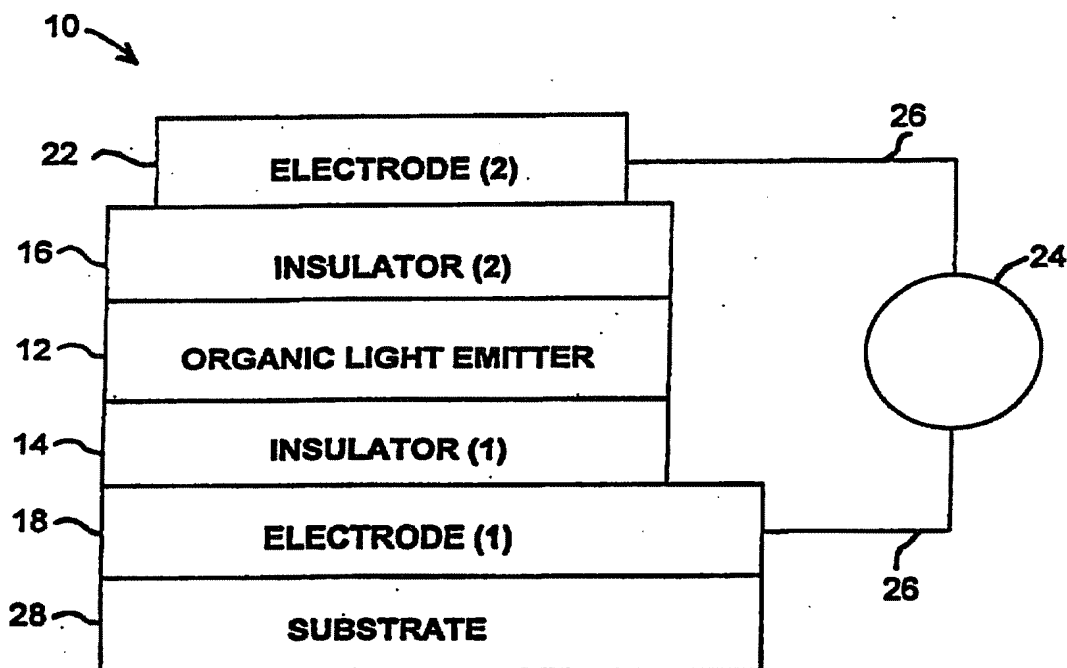 10
26
22 ELECTRODE (2)
24
16 INSULATOR (2)
12 ORGANIC LIGHT EMITTER
14 INSULATOR (1)
18 ELECTRODE (1)
26
28 SUBSTRATE